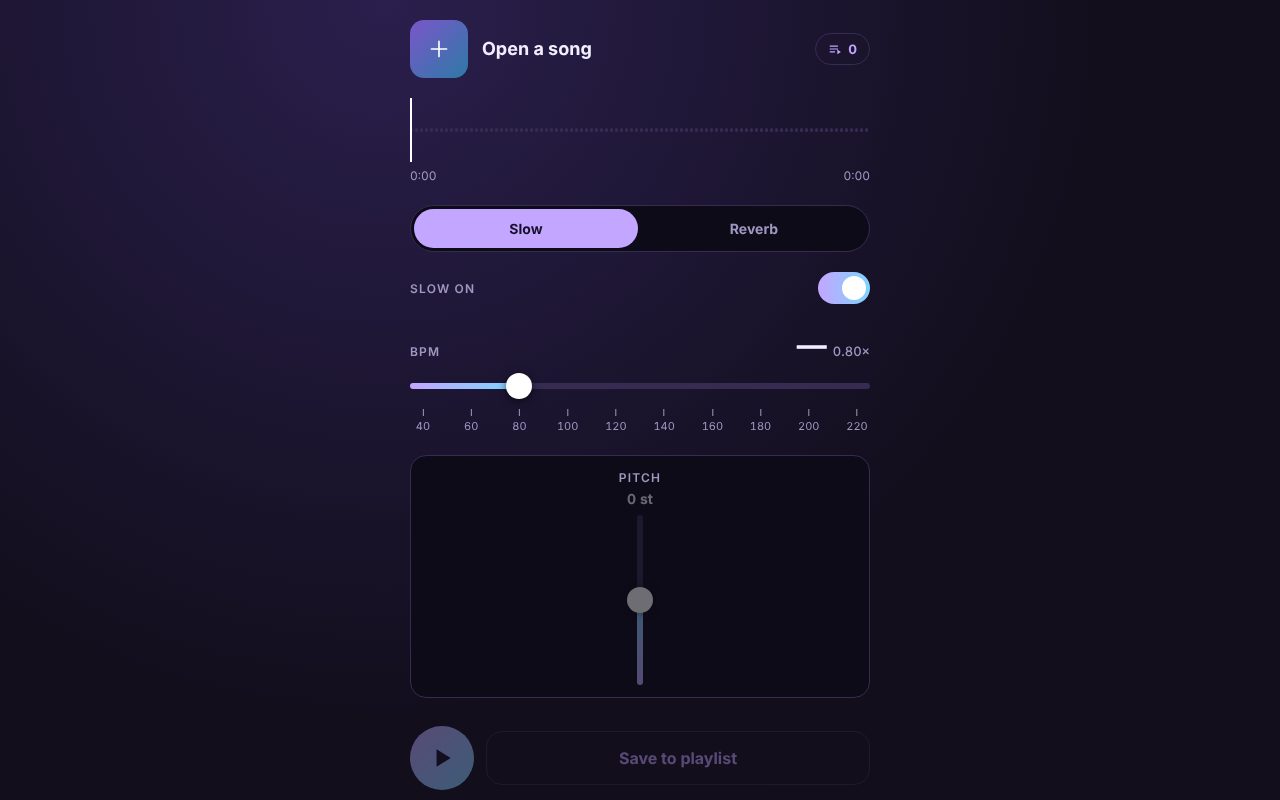 Open a song
0
0:00 0:00
Slow Reverb
SLOW ON
BPM — 0.80×
40 60 80 100 120 140 160 180 200 220
PITCH
0 st
Save to playlist